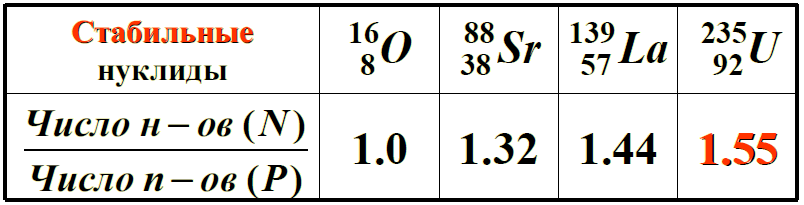 Стабильные нуклиды 16 8 O 88 38 Sr 139 57 La 235 92 U
Число н – ов (N)
Число п – ов (P)
1.0 1.32 1.44 1.55